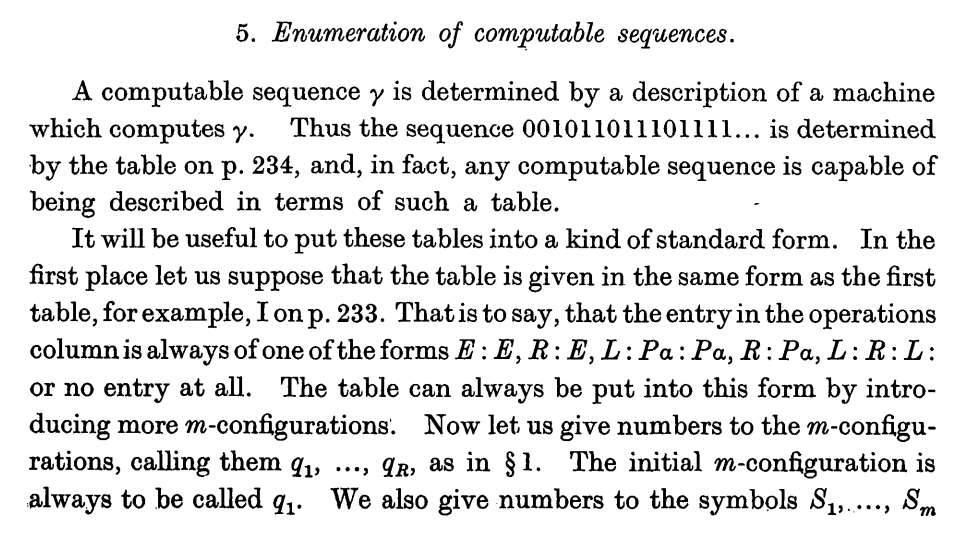 5. Enumeration of computable sequences.
A computable sequence γ is determined by a description of a machine
which computes γ. Thus the sequence 001011011101111... is determined
by the table on p. 234, and, in fact, any computable sequence is capable of
being described in terms of such a table.
It will be useful to put these tables into a kind of standard form. In the
first place let us suppose that the table is given in the same form as the first
table, for example, I on p. 233. That is to say, that the entry in the operations
column is always of one of the forms E : E, R : E, L : Pa : Pa, R : Pa, L : R : L :
or no entry at all. The table can always be put into this form by intro-
ducing more m-configurations. Now let us give numbers to the m-configu-
rations, calling them q₁, ..., q_R, as in § 1. The initial m-configuration is
always to be called q₁. We also give numbers to the symbols S₁, ..., S_m